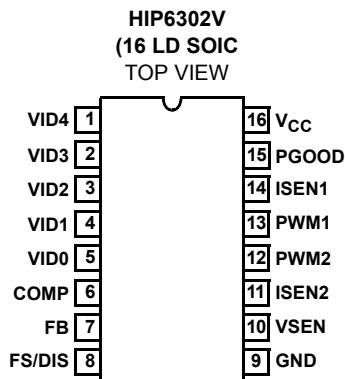 HIP6302V
(16 LD SOIC
TOP VIEW
VID4 1 16 VCC
VID3 2 15 PGOOD
VID2 3 14 ISEN1
VID1 4 13 PWM1
VID0 5 12 PWM2
COMP 6 11 ISEN2
FB 7 10 VSEN
FS/DIS 8 9 GND